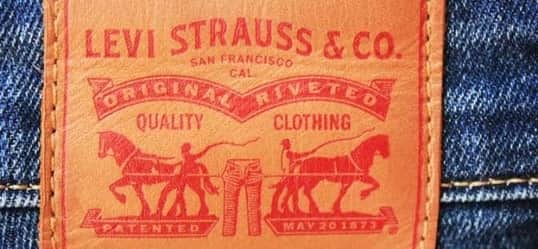 LEVI STRAUSS & CO.
SAN FRANCISCO
CAL
ORIGINAL RIVETED
QUALITY CLOTHING
PATENTED MAY 20 1873